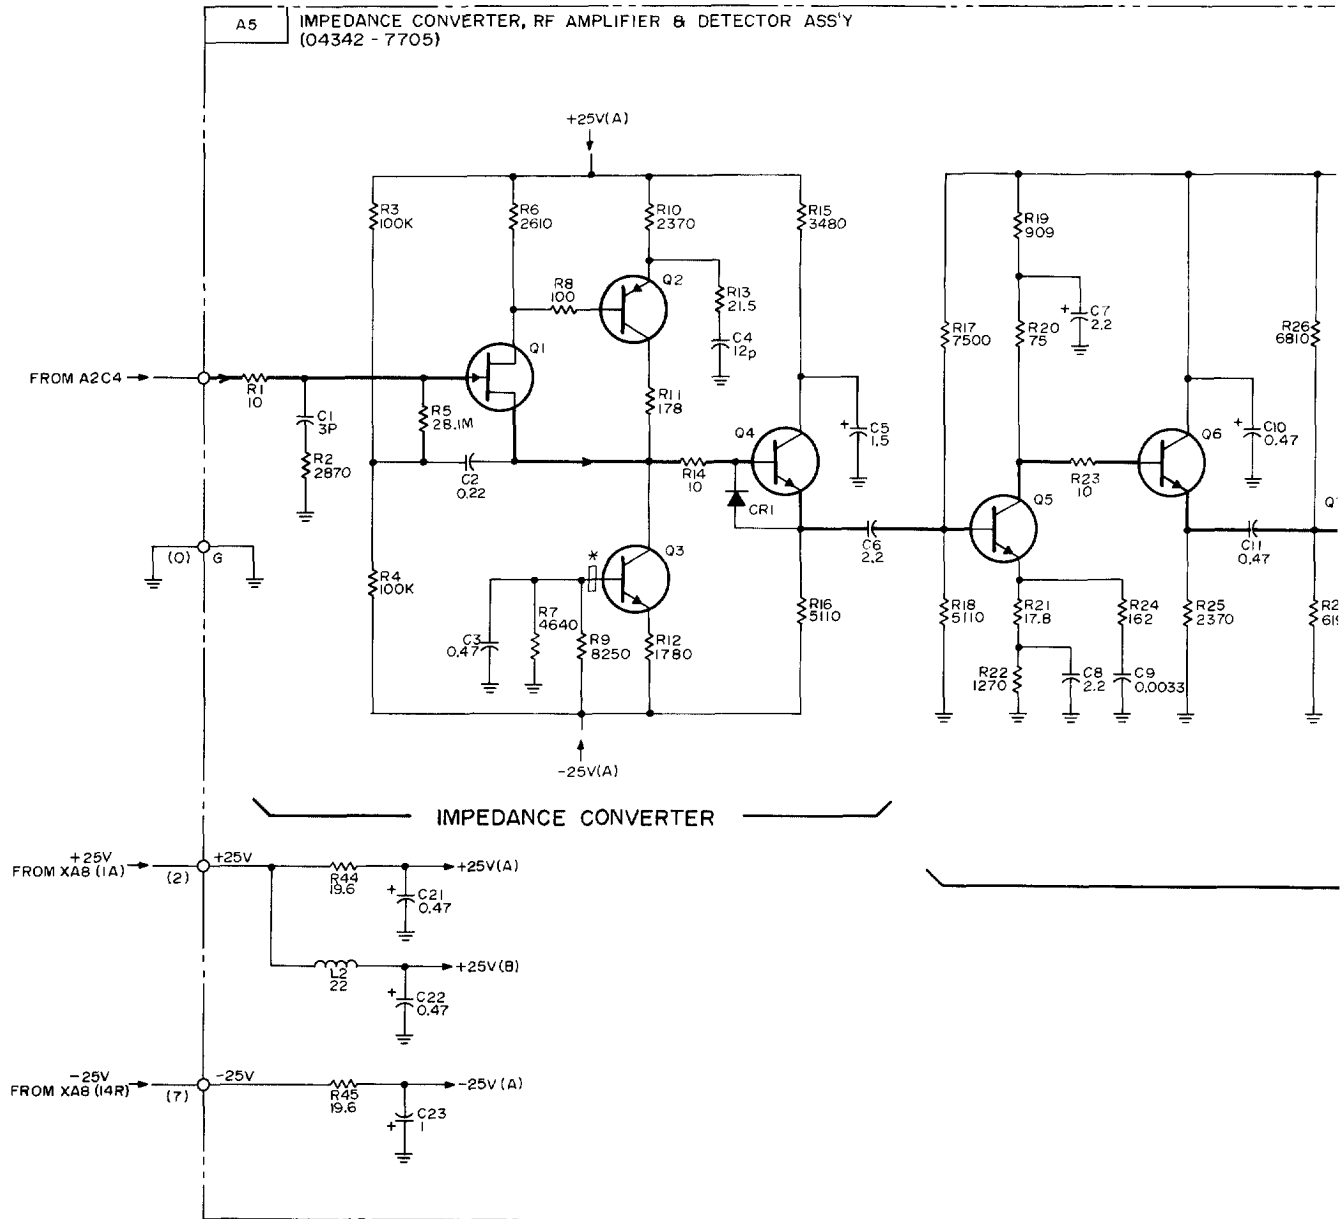 A5
IMPEDANCE CONVERTER, RF AMPLIFIER & DETECTOR ASS'Y
(04342 - 7705)
+25V(A)
R3
100K
R6
2610
R10
2370
R15
3480
R19
909
R8
100
Q2
R13
21.5
C4
12p
C7
2.2
R17
7500
R20
75
R26
6810
Q1
FROM A2C4
R1
10
C1
3P
R5
28.1M
R11
178
R2
2870
C2
0.22
Q4
C5
1.5
R14
10
CR1
Q6
C10
0.47
R23
10
Q5
(0)
G
*
Q3
C6
2.2
C11
0.47
R4
100K
R7
4640
C3
0.47
R9
8250
R12
1780
R16
5110
R18
5110
R21
17.8
R24
162
R25
2370
R22
1270
C8
2.2
C9
0.0033
-25V(A)
IMPEDANCE CONVERTER
+25V
FROM XA8 (1A)
(2)
+25V
R44
19.6
+25V(A)
+
C21
0.47
L2
22
+25V(B)
+
C22
0.47
-25V
FROM XA8 (14R)
(7)
-25V
R45
19.6
-25V(A)
+
C23
1